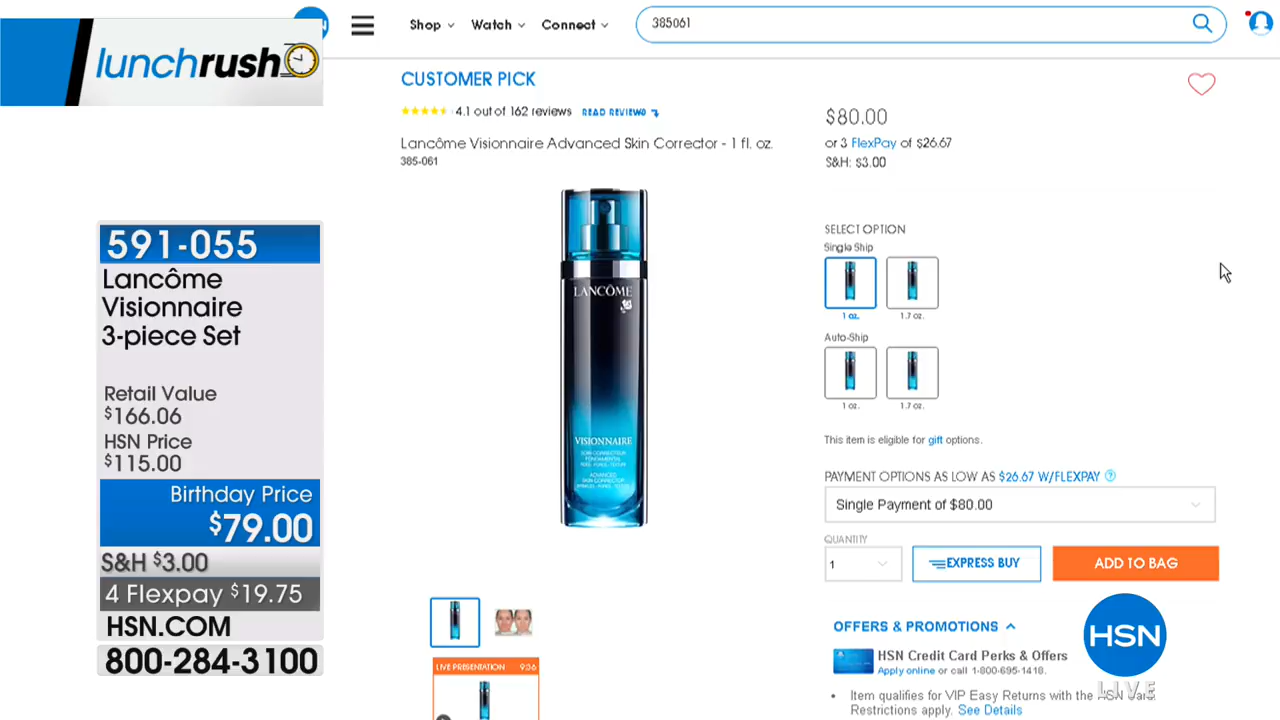 Shop
Watch
Connect
385061
lunchrush
CUSTOMER PICK
4.1 out of 162 reviews READ REVIEWS
Lancôme Visionnaire Advanced Skin Corrector - 1 fl. oz.
385-061
$80.00
or 3 FlexPay of $26.67
S&H: $3.00
LANCÔME
VISIONNAIRE
SELECT OPTION
Single Ship
1 oz.
1.7 oz.
Auto-Ship
1 oz.
1.7 oz.
This item is eligible for gift options.
PAYMENT OPTIONS AS LOW AS $26.67 W/FLEXPAY ?
Single Payment of $80.00
QUANTITY
1
EXPRESS BUY
ADD TO BAG
OFFERS & PROMOTIONS
HSN Credit Card Perks & Offers
Apply online or call 1-800-695-1418.
• Item qualifies for VIP Easy Returns with the HSN Card.
Restrictions apply. See Details
LIVE PRESENTATION 9:36
591-055
Lancôme
Visionnaire
3-piece Set
Retail Value
$166.06
HSN Price
$115.00
Birthday Price
$79.00
S&H $3.00
4 Flexpay $19.75
HSN.COM
800-284-3100
HSN
LIVE